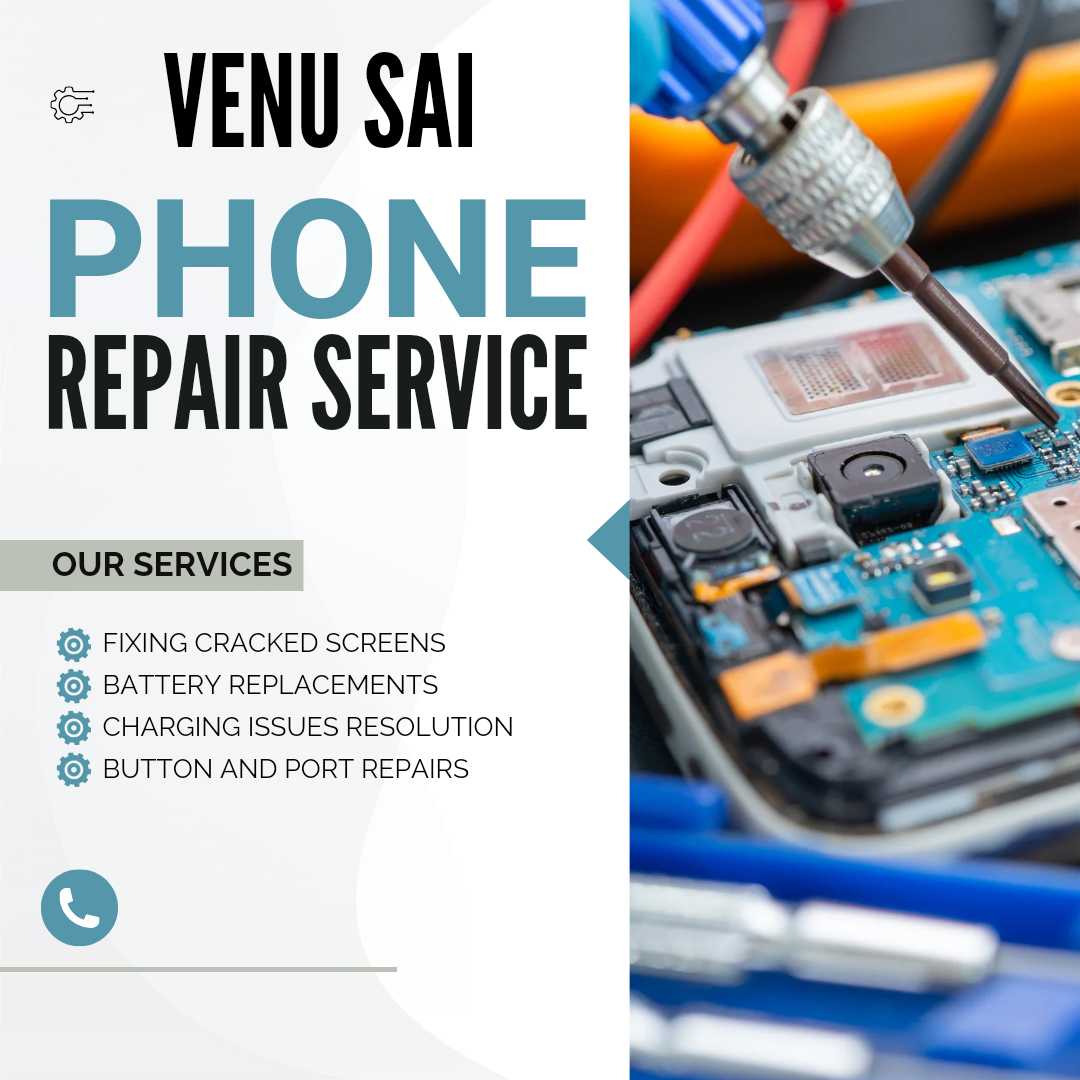 VENU SAI
PHONE
REPAIR SERVICE
OUR SERVICES
FIXING CRACKED SCREENS
BATTERY REPLACEMENTS
CHARGING ISSUES RESOLUTION
BUTTON AND PORT REPAIRS